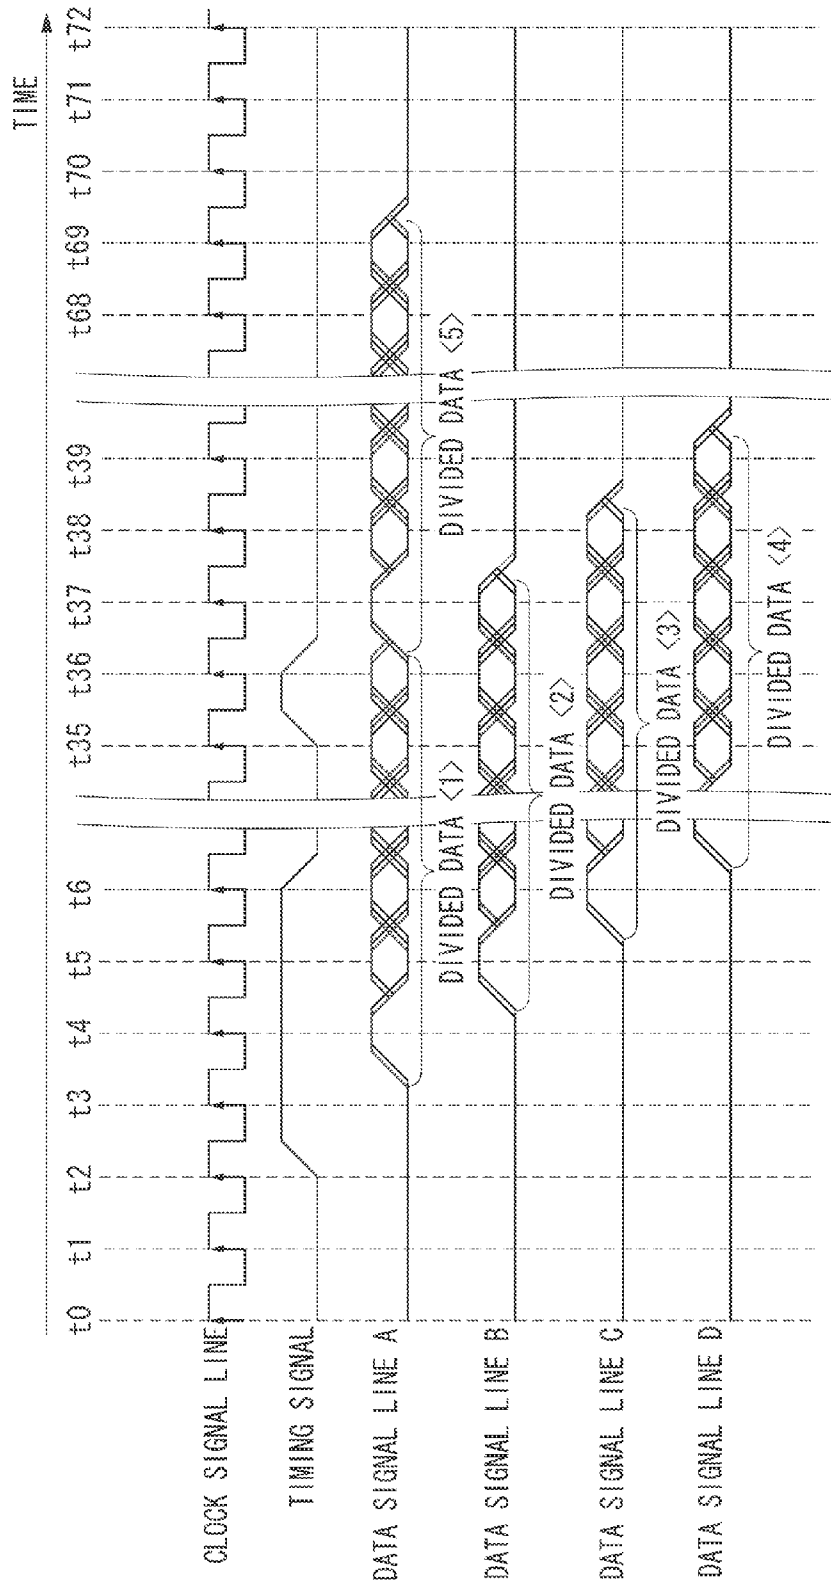 TIME
t0 t1 t2 t3 t4 t5 t6 t35 t36 t37 t38 t39 t68 t69 t70 t71 t72
CLOCK SIGNAL LINE
TIMING SIGNAL
DATA SIGNAL LINE A
DIVIDED DATA <1>
DIVIDED DATA <5>
DATA SIGNAL LINE B
DIVIDED DATA <2>
DATA SIGNAL LINE C
DIVIDED DATA <3>
DATA SIGNAL LINE D
DIVIDED DATA <4>